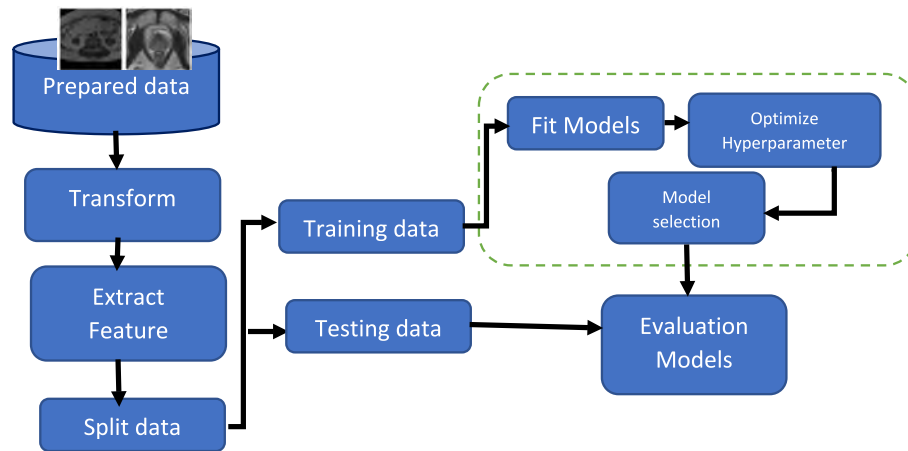 Prepared data
Transform
Extract
Feature
Split data
Training data
Testing data
Fit Models
Optimize
Hyperparameter
Model
selection
Evaluation
Models